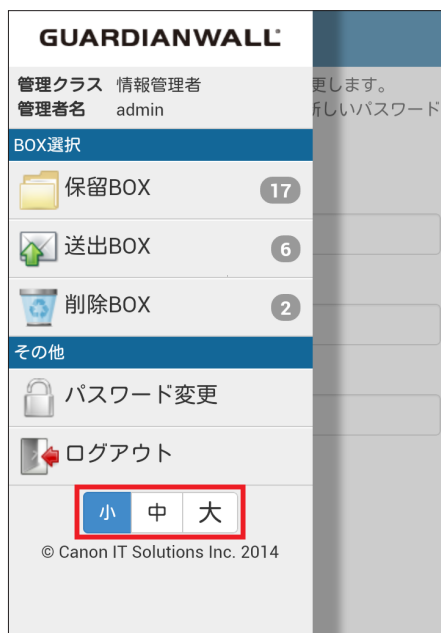 GUARDIANWALL
管理クラス 情報管理者
管理者名 admin
更します。
新しいパスワード
BOX選択
保留BOX 17
送出BOX 6
削除BOX 2
その他
パスワード変更
ログアウト
小 中 大
© Canon IT Solutions Inc. 2014